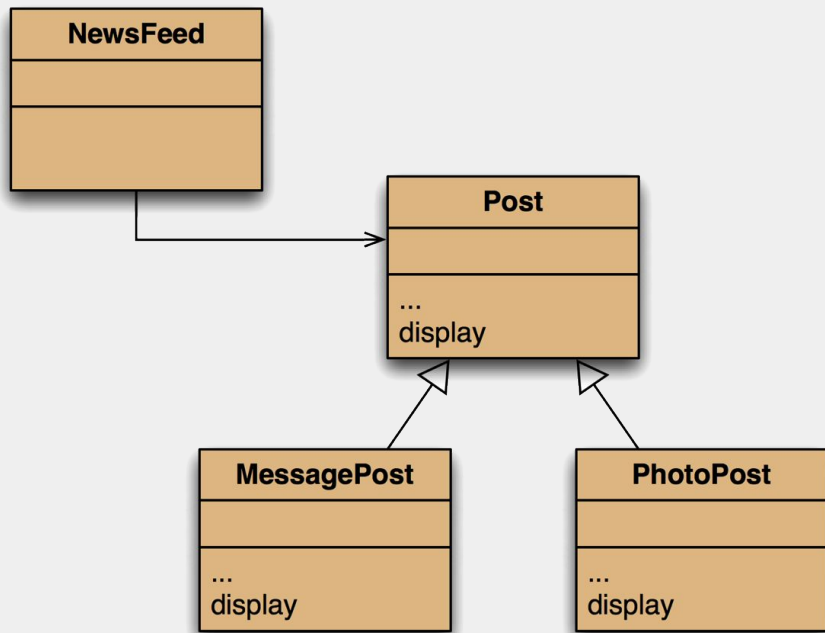 NewsFeed
Post
...
display
MessagePost
...
display
PhotoPost
...
display